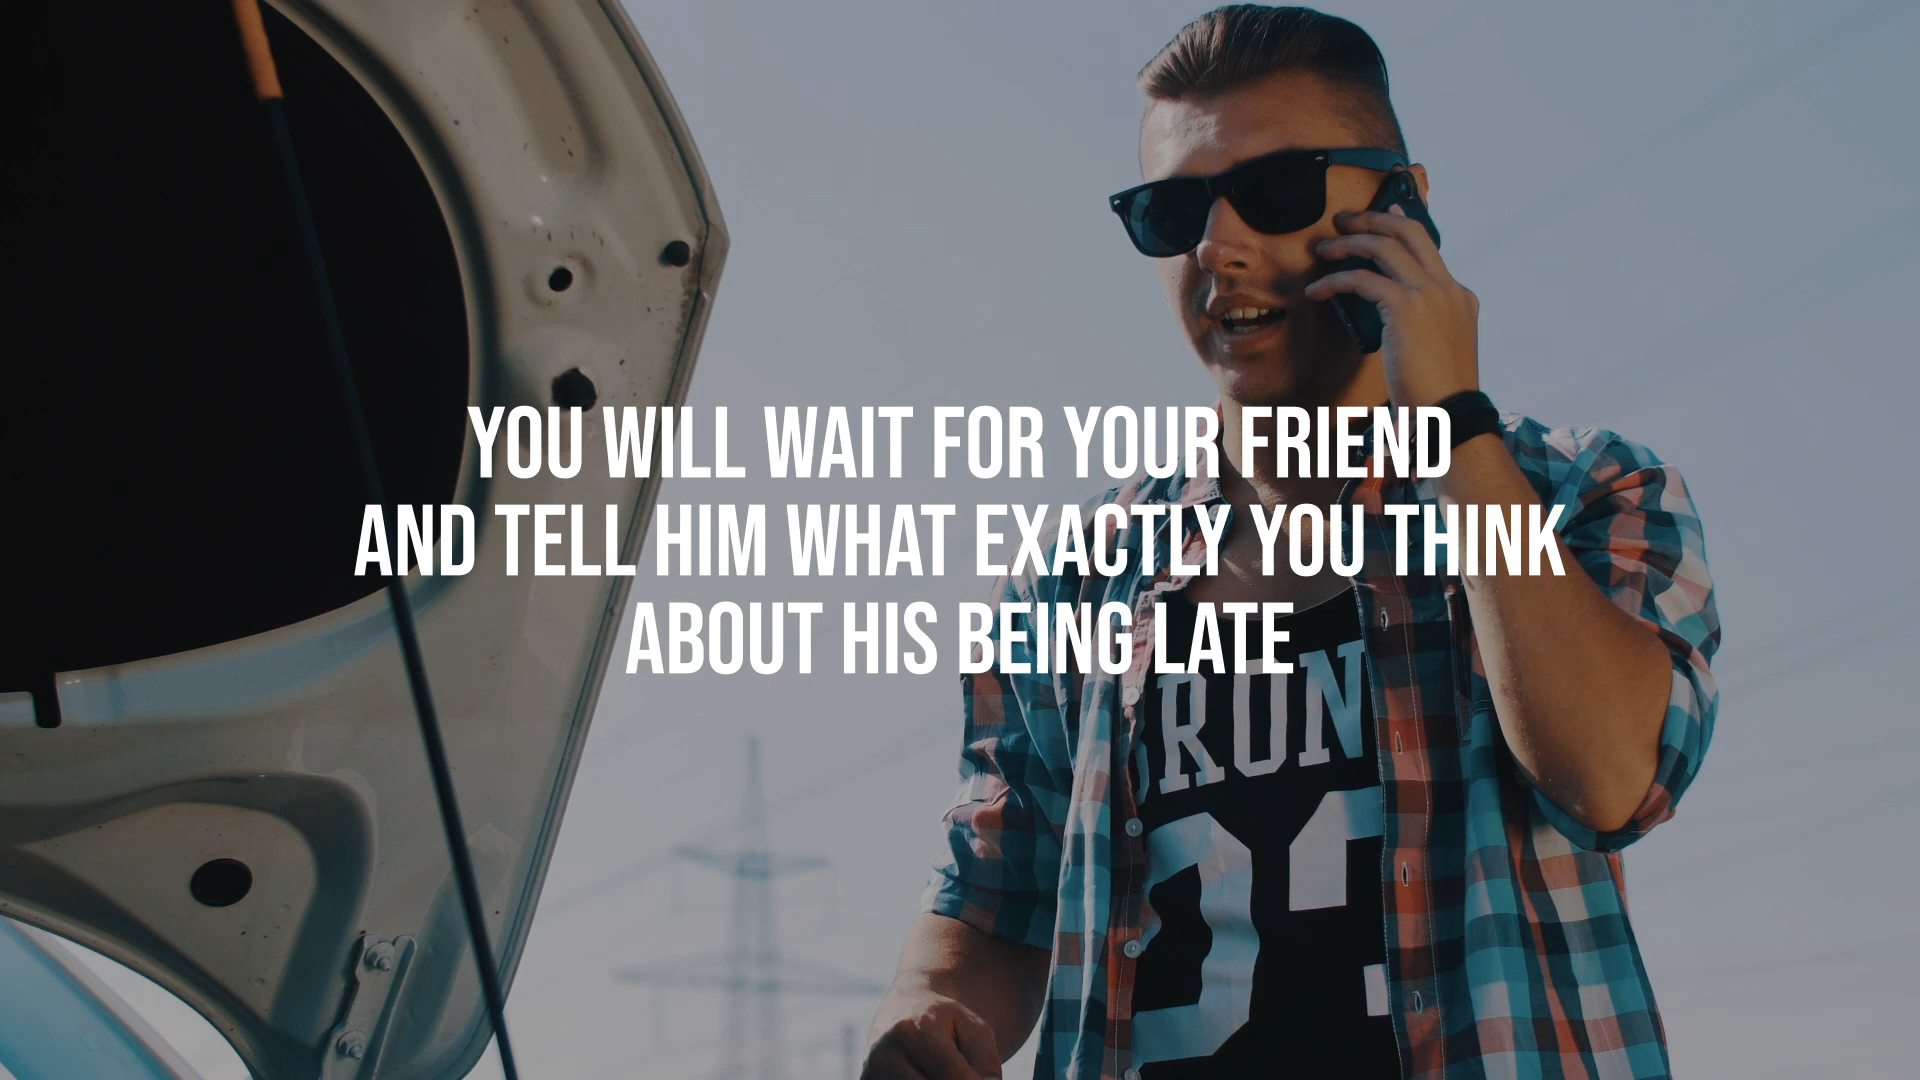 YOU WILL WAIT FOR YOUR FRIEND
AND TELL HIM WHAT EXACTLY YOU THINK
ABOUT HIS BEING LATE